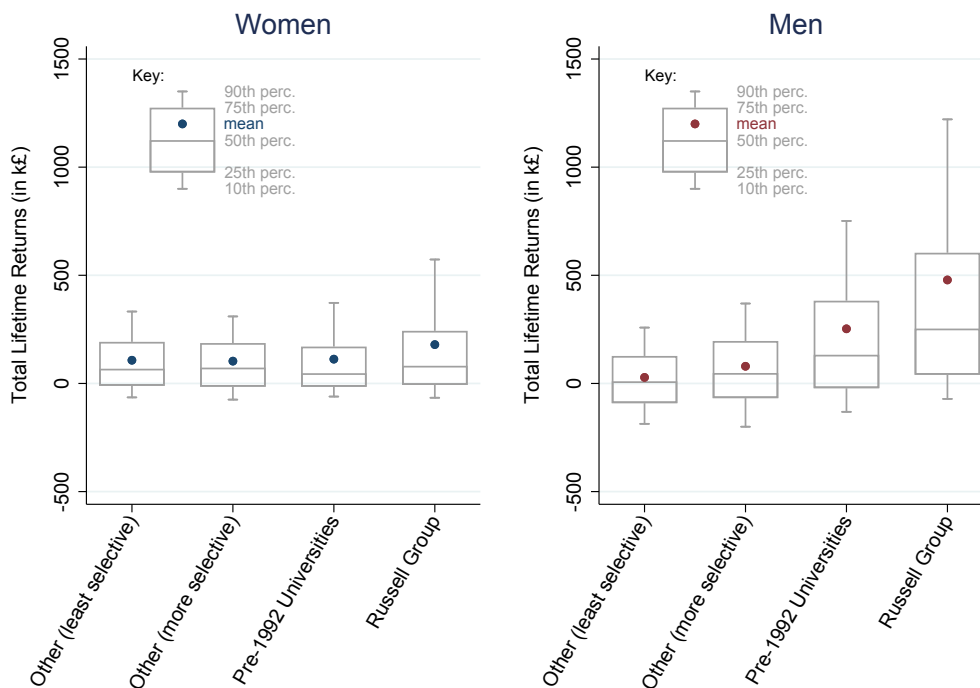 Women
Total Lifetime Returns (in k£)
1500
1000
500
0
-500
Key:
90th perc.
75th perc.
mean
50th perc.
25th perc.
10th perc.
Other (least selective)
Other (more selective)
Pre-1992 Universities
Russell Group
Men
Total Lifetime Returns (in k£)
1500
1000
500
0
-500
Key:
90th perc.
75th perc.
mean
50th perc.
25th perc.
10th perc.
Other (least selective)
Other (more selective)
Pre-1992 Universities
Russell Group